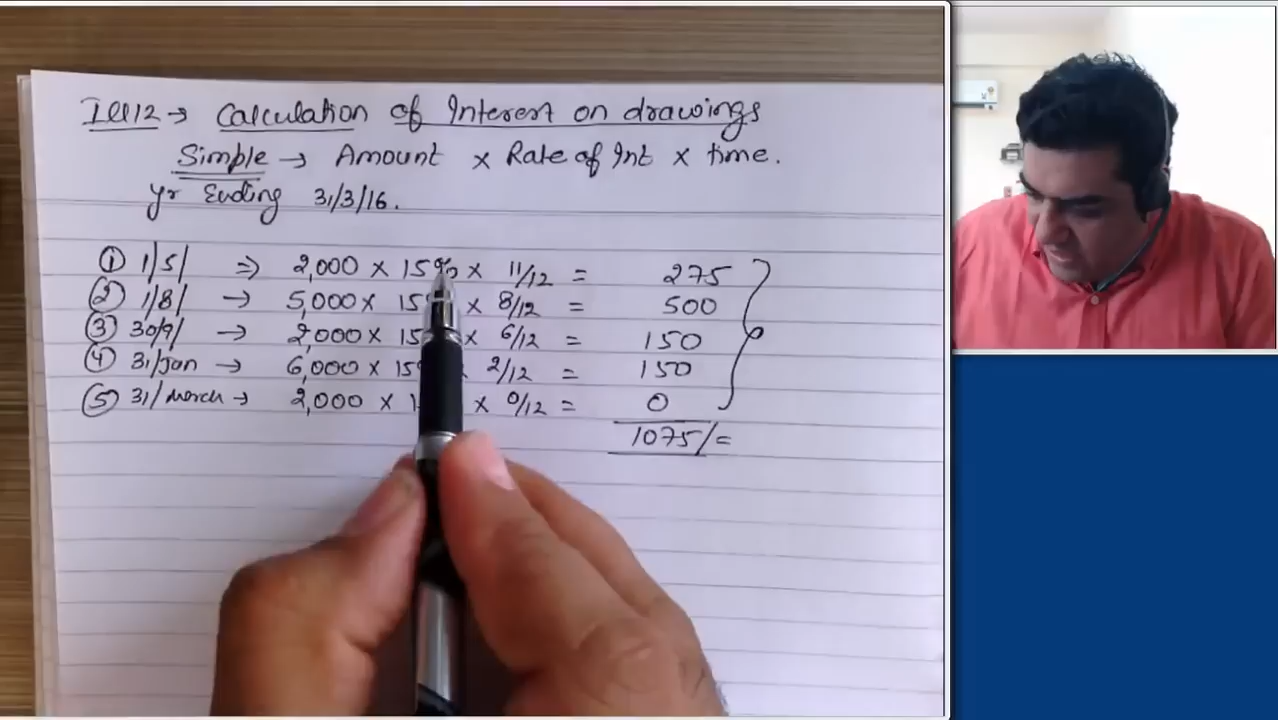 Ill 12 → Calculation of Interest on drawings
Simple → Amount × Rate of Int × time.
Yr Ending 31/3/16.
① 1/5/ ⇒ 2,000 × 15% × 11/12 = 275
② 1/8/ → 5,000 × 15 × 8/12 = 500
③ 30/9/ → 2,000 × 15 × 6/12 = 150
④ 31/Jan → 6,000 × 15 × 2/12 = 150
⑤ 31/March → 2,000 × 1 × 0/12 = 0
1075/=